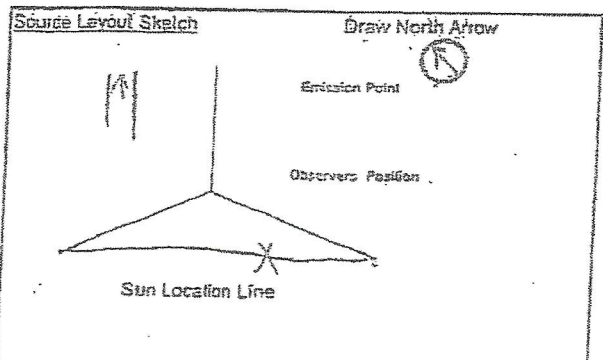 Source Layout Sketch
Draw North Arrow
Emission Point
Observers Position
X
Sun Location Line